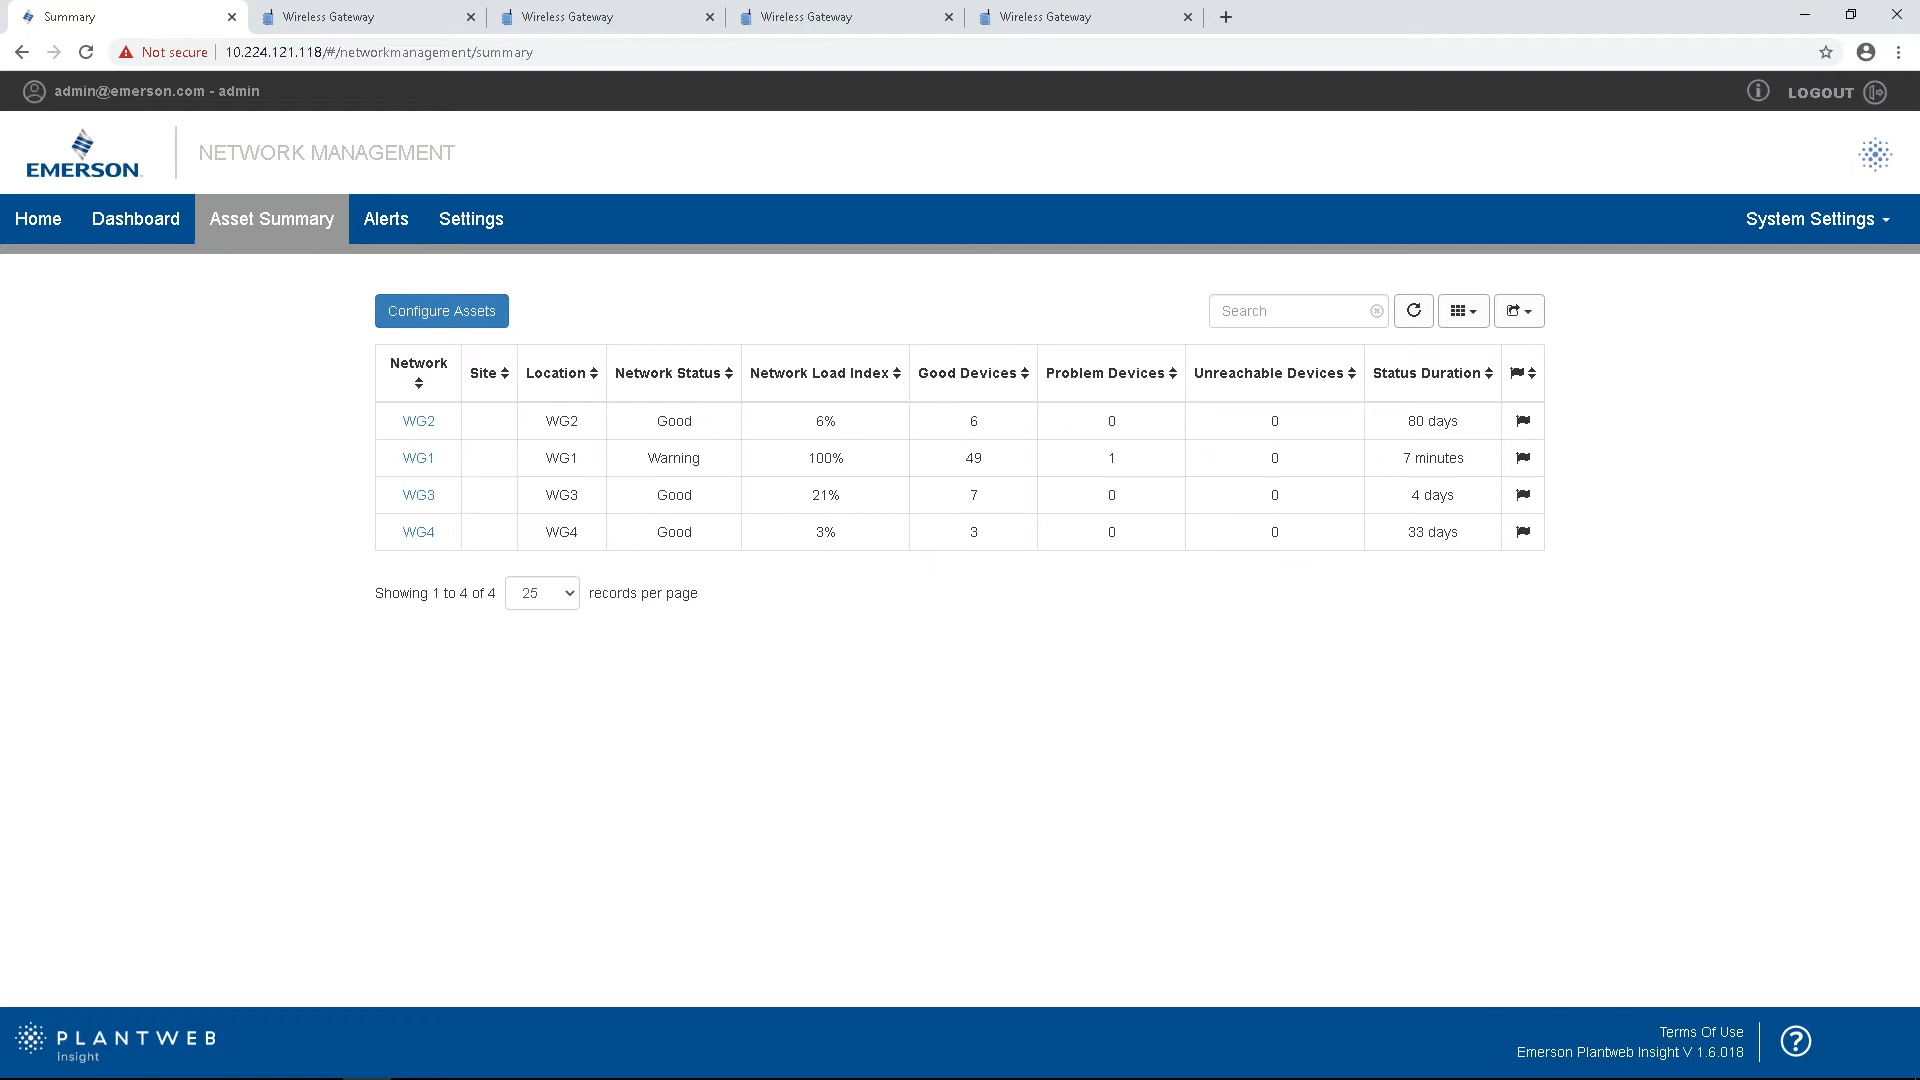 Summary
Wireless Gateway
Wireless Gateway
Wireless Gateway
Wireless Gateway
Not secure
10.224.121.118/#/networkmanagement/summary
admin@emerson.com - admin
LOGOUT
EMERSON
NETWORK MANAGEMENT
Home Dashboard Asset Summary Alerts Settings System Settings
Configure Assets
Search
Network Site Location Network Status Network Load Index Good Devices Problem Devices Unreachable Devices Status Duration
WG2 WG2 Good 6% 6 0 0 80 days
WG1 WG1 Warning 100% 49 1 0 7 minutes
WG3 WG3 Good 21% 7 0 0 4 days
WG4 WG4 Good 3% 3 0 0 33 days
Showing 1 to 4 of 4 25 records per page
PLANTWEB
insight
Terms Of Use
Emerson Plantweb Insight V 1.6.018